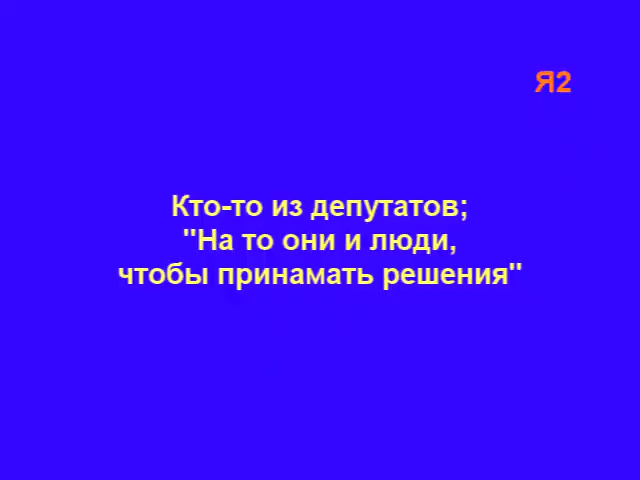 Я2
Кто-то из депутатов;
"На то они и люди,
чтобы принамать решения"